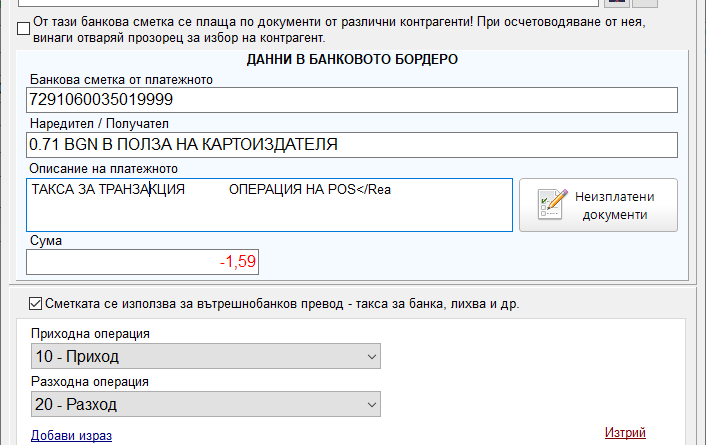 От тази банкова сметка се плаща по документи от различни контрагенти! При осчетоводяване от нея,
винаги отваряй прозорец за избор на контрагент.
ДАННИ В БАНКОВОТО БОРДЕРО
Банкова сметка от платежното
7291060035019999
Наредител / Получател
0.71 BGN В ПОЛЗА НА КАРТОИЗДАТЕЛЯ
Описание на платежното
ТАКСА ЗА ТРАНЗАКЦИЯ ОПЕРАЦИЯ НА POS</Rea
Неизплатени
документи
Сума
-1,59
Сметката се използва за вътрешнобанков превод - такса за банка, лихва и др.
Приходна операция
10 - Приход
Разходна операция
20 - Разход
Добави израз
Изтрий